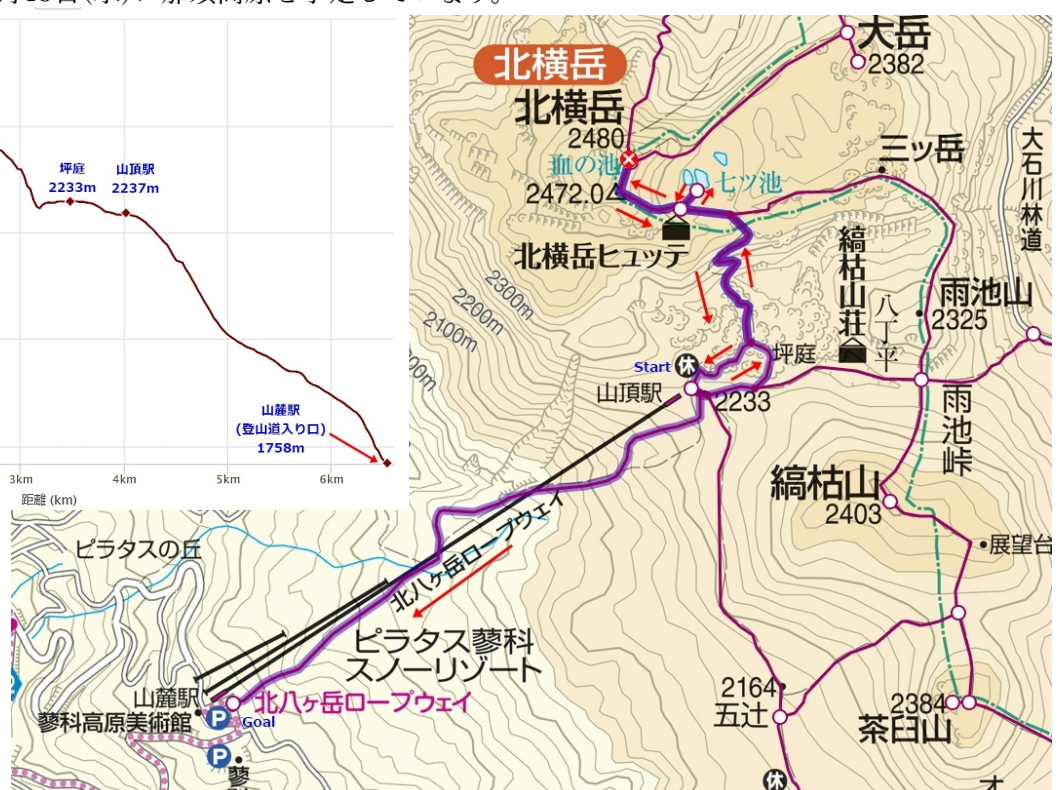 坪庭
2233m
山頂駅
2237m
山麓駅
(登山道入り口)
1758m
3km
4km
5km
6km
距離 (km)
大岳
2382
北横岳
北横岳
2480
血の池
2472.0
七ツ池
三ッ岳
大石川林道
北横岳ヒュッテ
縞枯山荘
八丁平
雨池山
2325
2300m
2200m
2100m
Start
休
坪庭
山頂駅
2233
雨池峠
縞枯山
2403
展望台
北八ヶ岳ロープウェイ
ピラタスの丘
ピラタス蓼科
スノーリゾート
山麓駅
北八ヶ岳ロープウェイ
蓼科高原美術館
P
Goal
P
2164
五辻
2384
茶臼山
休